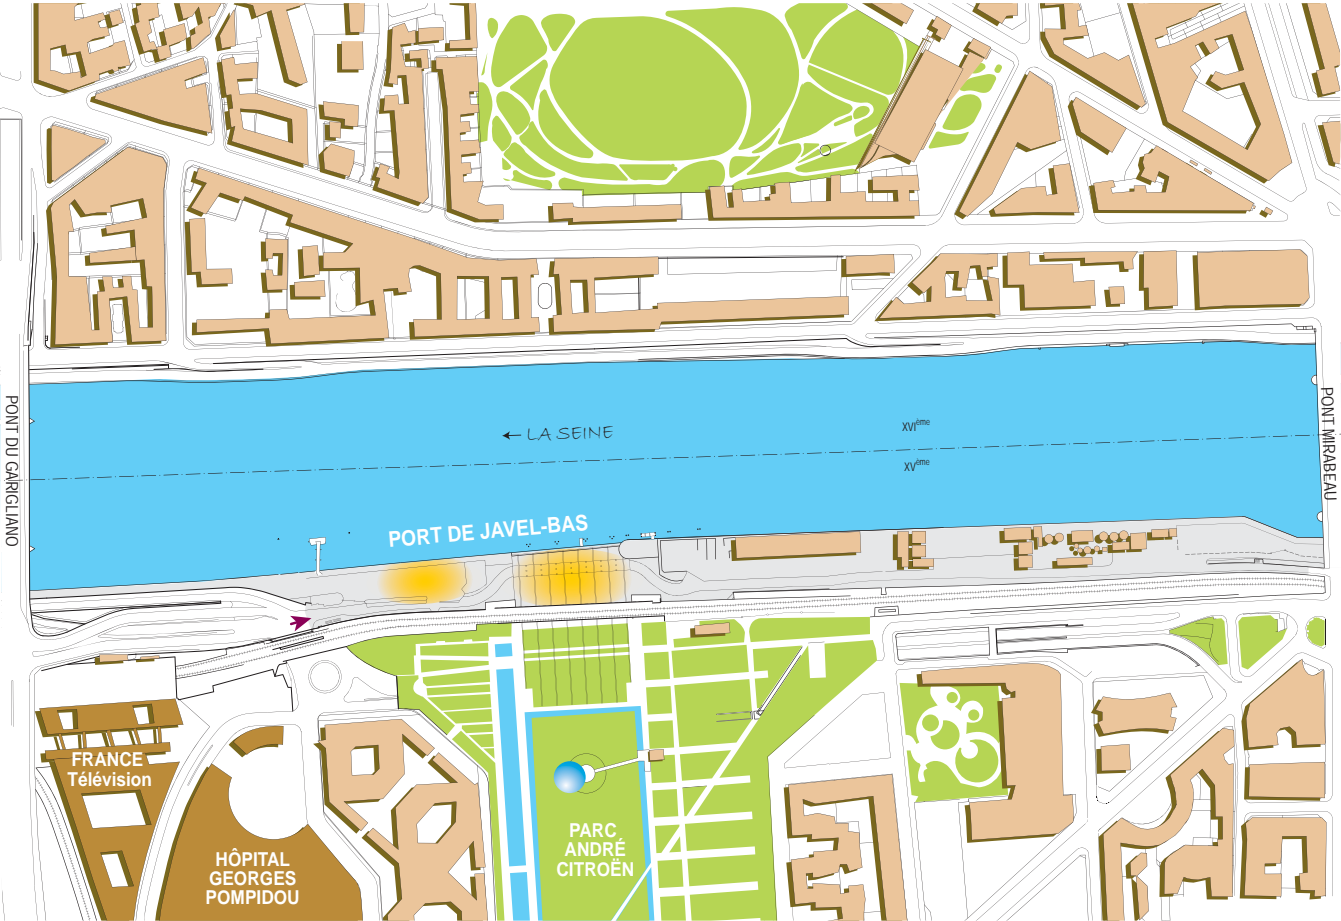 PONT DU GARIGLIANO
← LA SEINE
XVIème
XVème
PONT MIRABEAU
PORT DE JAVEL-BAS
FRANCE
Télévision
HÔPITAL
GEORGES
POMPIDOU
PARC
ANDRÉ
CITROËN